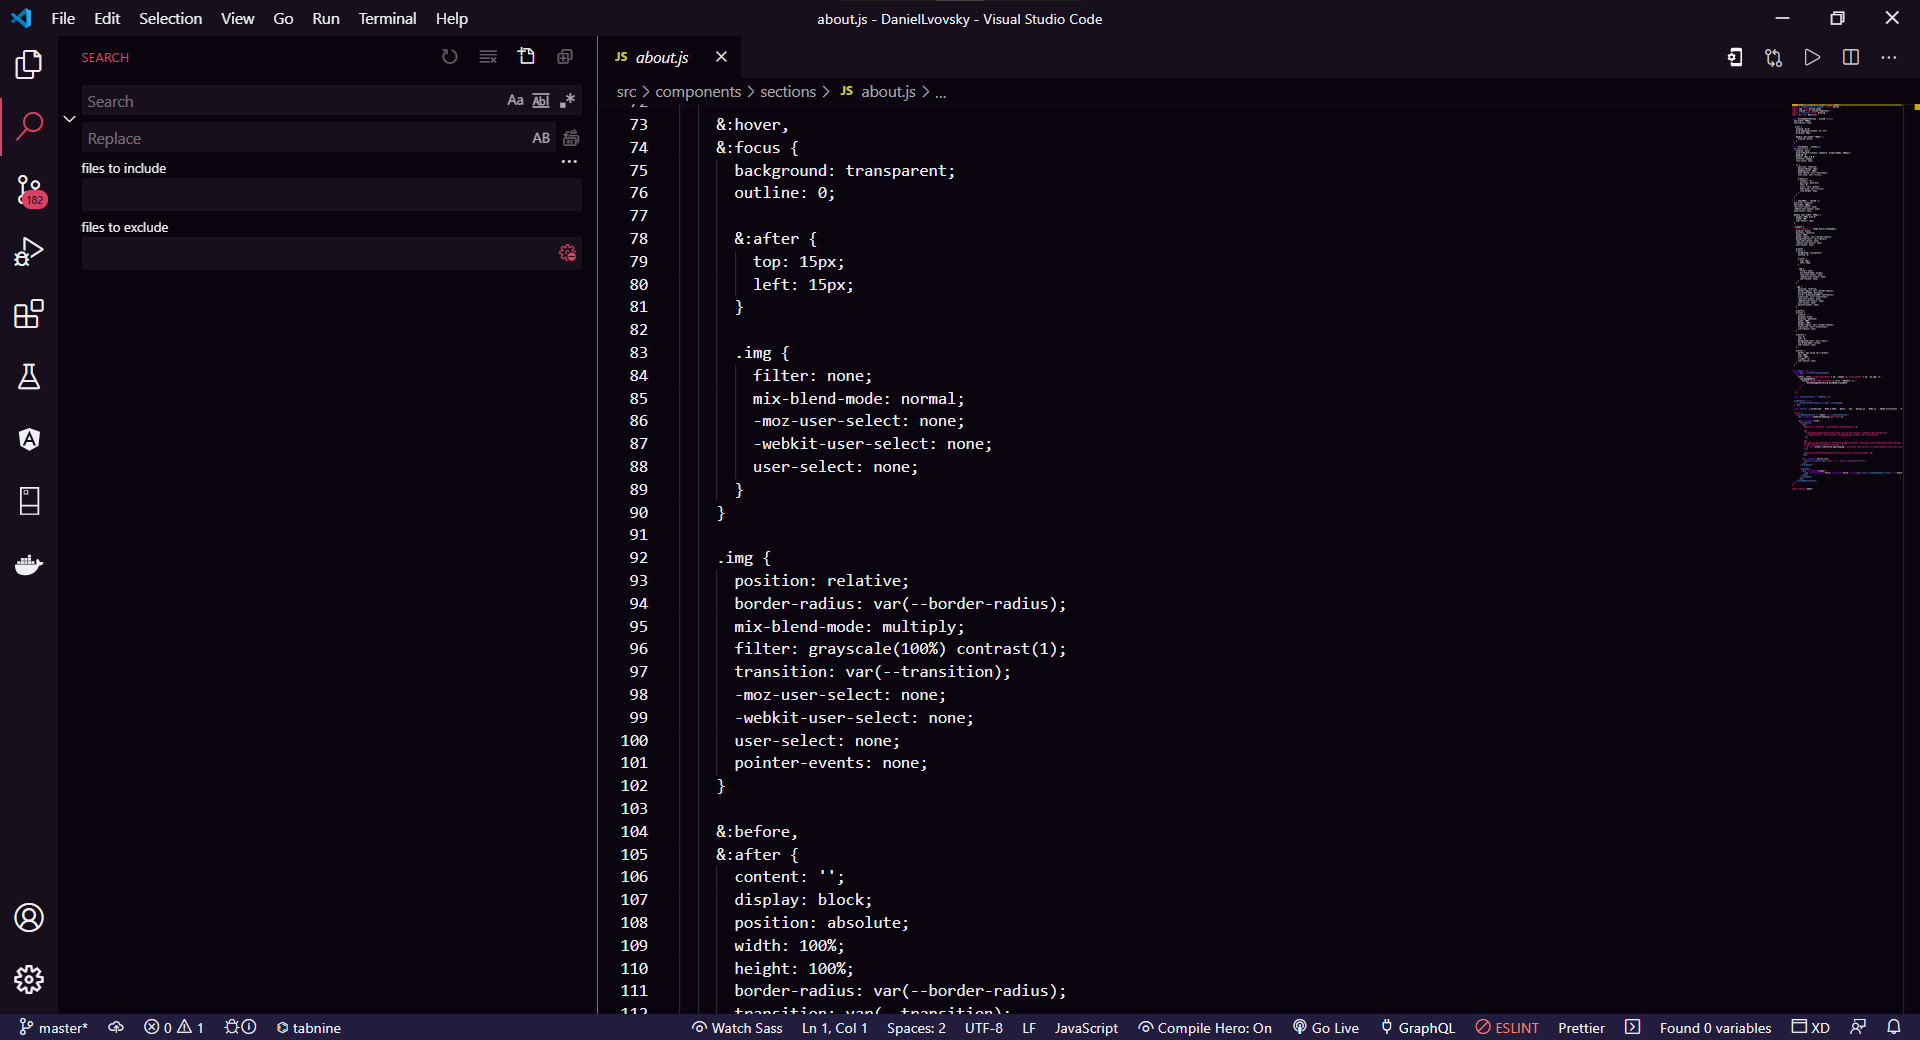 File Edit Selection View Go Run Terminal Help
about.js - DanielLvovsky - Visual Studio Code
SEARCH
Search
Aa Abl .*
Replace
AB
files to include
files to exclude
182
JS about.js
src > components > sections > JS about.js > ...
72
73 &:hover,
74 &:focus {
75 background: transparent;
76 outline: 0;
77
78 &:after {
79 top: 15px;
80 left: 15px;
81 }
82
83 .img {
84 filter: none;
85 mix-blend-mode: normal;
86 -moz-user-select: none;
87 -webkit-user-select: none;
88 user-select: none;
89 }
90 }
91
92 .img {
93 position: relative;
94 border-radius: var(--border-radius);
95 mix-blend-mode: multiply;
96 filter: grayscale(100%) contrast(1);
97 transition: var(--transition);
98 -moz-user-select: none;
99 -webkit-user-select: none;
100 user-select: none;
101 pointer-events: none;
102 }
103
104 &:before,
105 &:after {
106 content: '';
107 display: block;
108 position: absolute;
109 width: 100%;
110 height: 100%;
111 border-radius: var(--border-radius);
112 transition: var(--transition);
master* 0 1 tabnine Watch Sass Ln 1, Col 1 Spaces: 2 UTF-8 LF JavaScript Compile Hero: On Go Live GraphQL ESLINT Prettier Found 0 variables XD